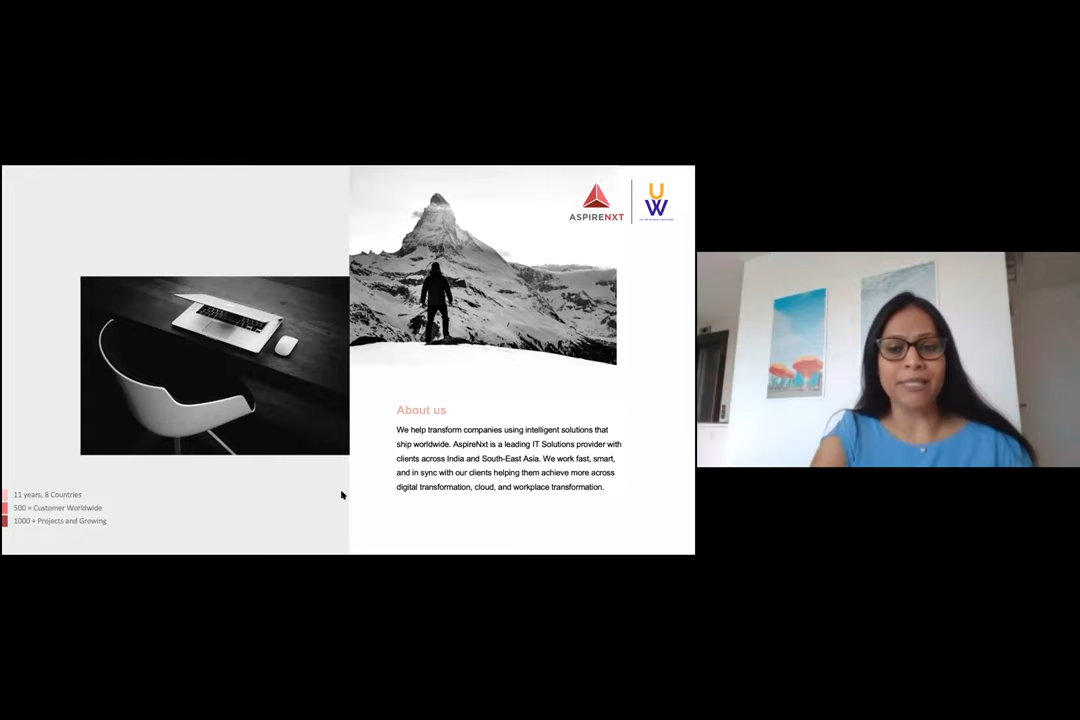 ASPIRENXT
UW
About us
We help transform companies using intelligent solutions that
ship worldwide. AspireNxt is a leading IT Solutions provider with
clients across India and South-East Asia. We work fast, smart,
and in sync with our clients helping them achieve more across
digital transformation, cloud, and workplace transformation.
11 years, 8 Countries
500 + Customer Worldwide
1000 + Projects and Growing